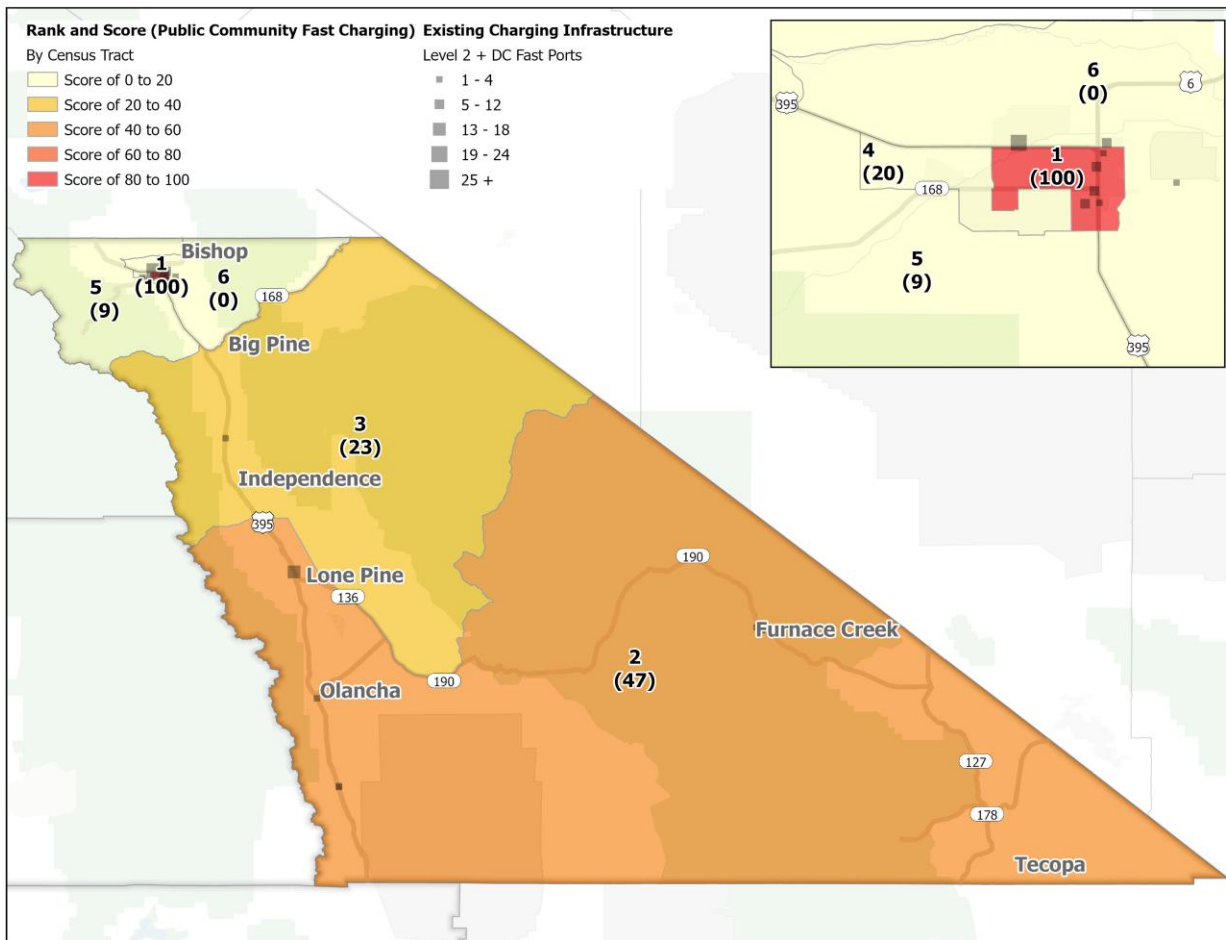 Rank and Score (Public Community Fast Charging)
By Census Tract
Score of 0 to 20
Score of 20 to 40
Score of 40 to 60
Score of 60 to 80
Score of 80 to 100
Existing Charging Infrastructure
Level 2 + DC Fast Ports
1 - 4
5 - 12
13 - 18
19 - 24
25 +
6
(0)
6
395
4
(20)
1
(100)
168
5
(9)
395
Bishop
1
(100)
6
(0)
5
(9)
168
Big Pine
3
(23)
Independence
395
Lone Pine
136
190
Furnace Creek
2
(47)
190
Olancha
127
178
Tecopa